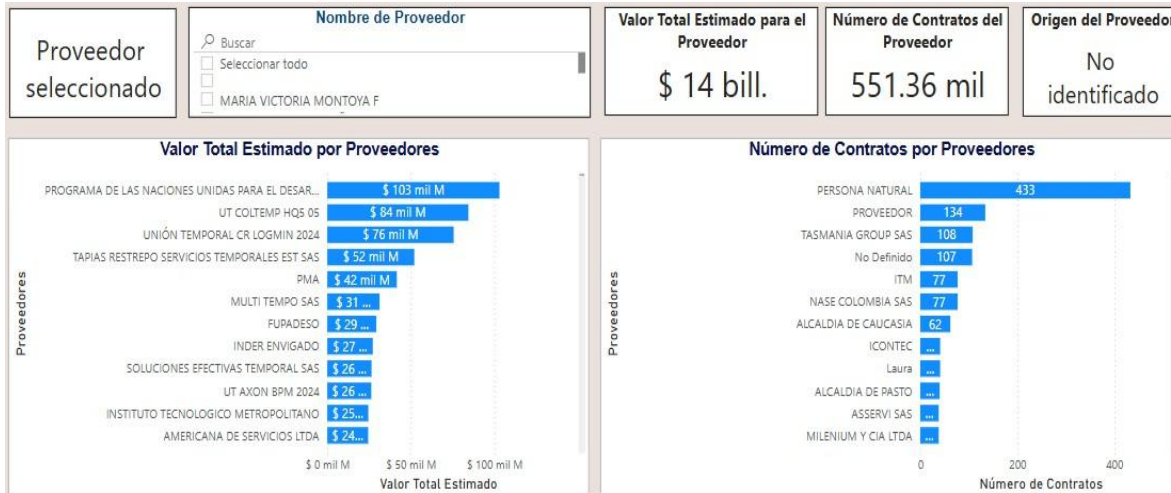 Proveedor
seleccionado
Nombre de Proveedor
Buscar
Seleccionar todo
MARIA VICTORIA MONTOYA F
Valor Total Estimado para el
Proveedor
$ 14 bill.
Número de Contratos del
Proveedor
551.36 mil
Origen del Proveedor
No
identificado
Valor Total Estimado por Proveedores
Proveedores
PROGRAMA DE LAS NACIONES UNIDAS PARA EL DESAR... $ 103 mil M
UT COLTEMP HQ5 05 $ 84 mil M
UNIÓN TEMPORAL CR LOGMIN 2024 $ 76 mil M
TAPIAS RESTREPO SERVICIOS TEMPORALES EST SAS $ 52 mil M
PMA $ 42 mil M
MULTI TEMPO SAS $ 31 ...
FUPADESO $ 29 ...
INDER ENVIGADO $ 27 ...
SOLUCIONES EFECTIVAS TEMPORAL SAS $ 26 ...
UT AXON BPM 2024 $ 26 ...
INSTITUTO TECNOLOGICO METROPOLITANO $ 25...
AMERICANA DE SERVICIOS LTDA $ 24...
$ 0 mil M $ 50 mil M $ 100 mil M
Valor Total Estimado
Número de Contratos por Proveedores
Proveedores
PERSONA NATURAL 433
PROVEEDOR 134
TASMANIA GROUP SAS 108
No Definido 107
ITM 77
NASE COLOMBIA SAS 77
ALCALDIA DE CAUCASIA 62
ICONTEC ...
Laura ...
ALCALDIA DE PASTO ...
ASSERVI SAS ...
MILENIUM Y CIA LTDA ...
0 200 400
Número de Contratos